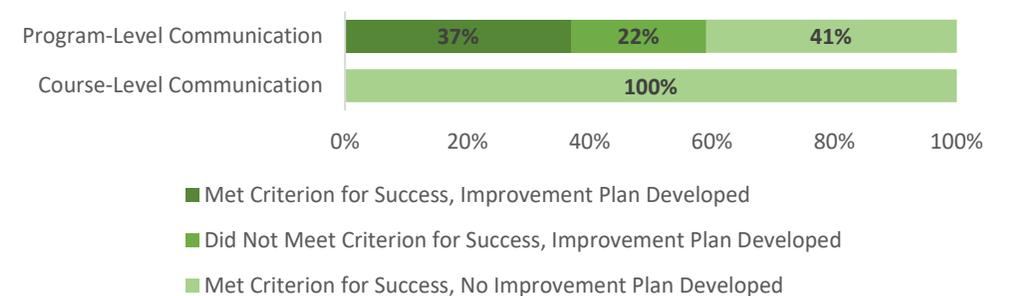 Program-Level Communication 37% 22% 41%
Course-Level Communication 100%
0% 20% 40% 60% 80% 100%
Met Criterion for Success, Improvement Plan Developed
Did Not Meet Criterion for Success, Improvement Plan Developed
Met Criterion for Success, No Improvement Plan Developed